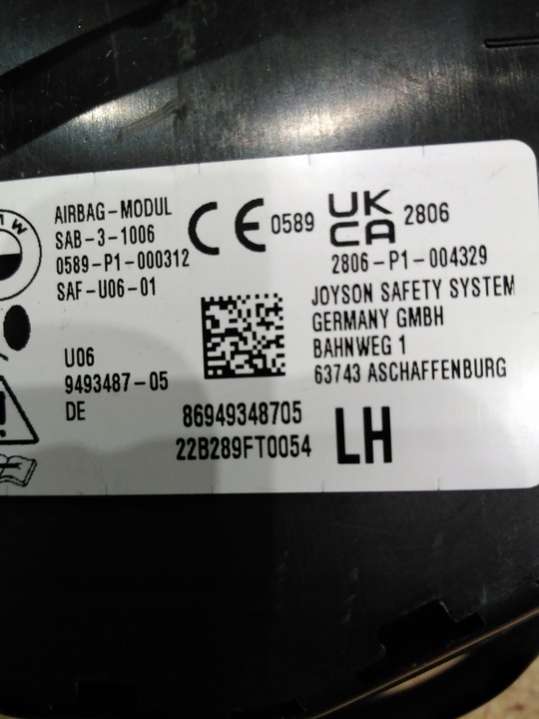 AIRBAG-MODUL
SAB-3-1006
0589-P1-000312
SAF-U06-01
0589
UK
CA
2806
2806-P1-004329
JOYSON SAFETY SYSTEM
GERMANY GMBH
BAHNWEG 1
63743 ASCHAFFENBURG
U06
9493487-05
DE
86949348705
22B289FT0054
LH